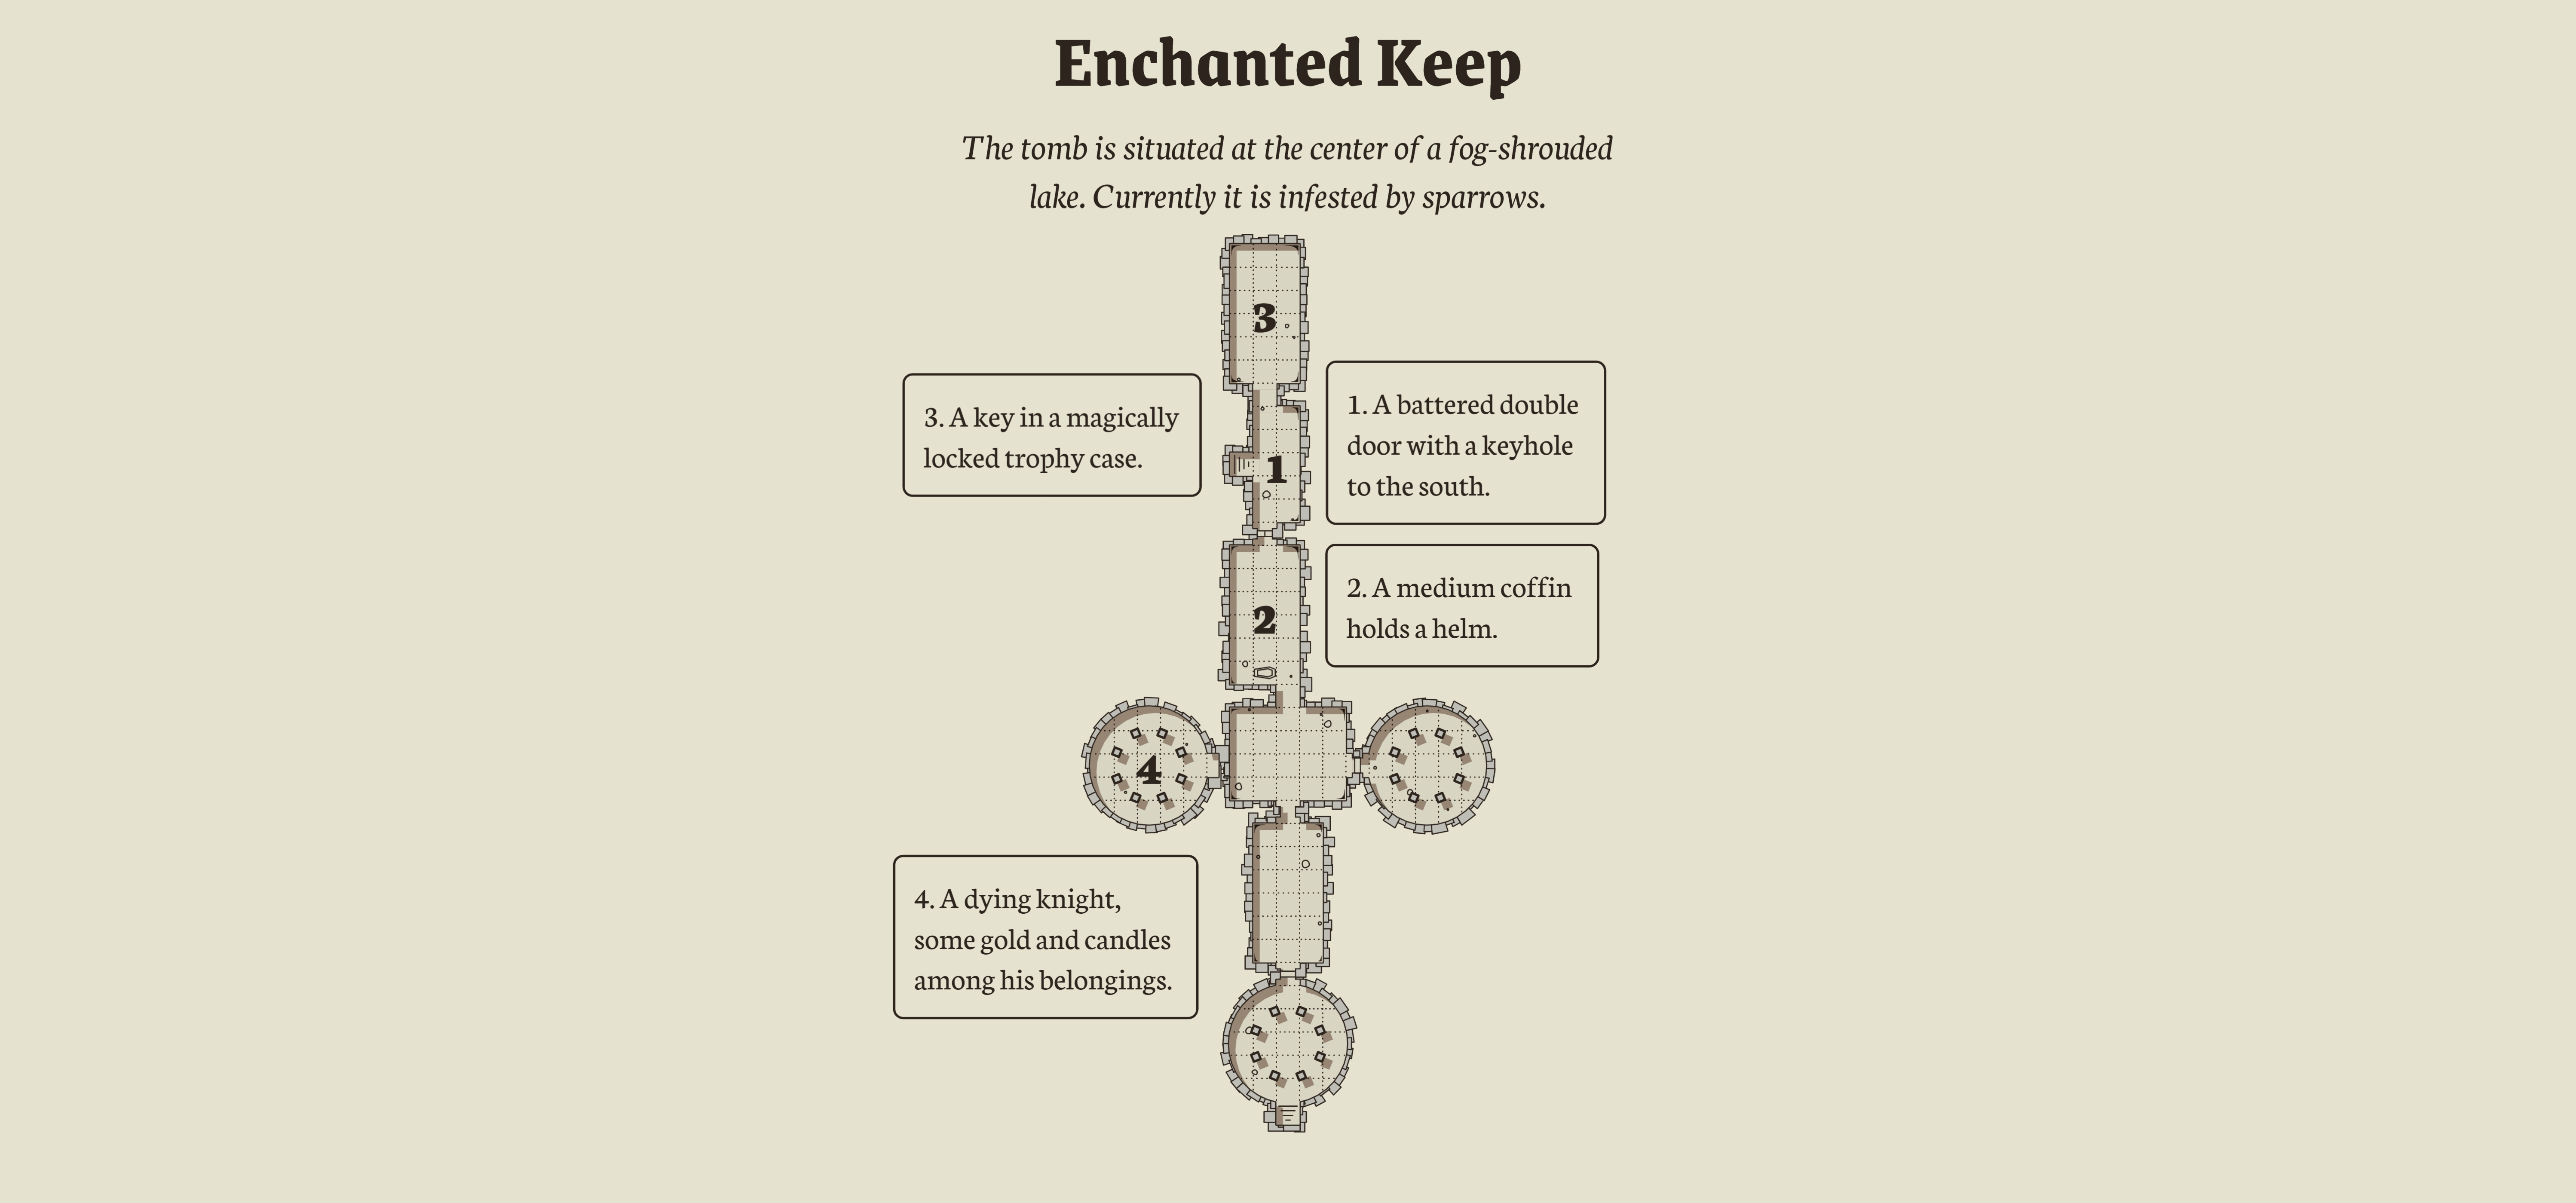 Enchanted Keep
The tomb is situated at the center of a fog-shrouded
lake. Currently it is infested by sparrows.
3
3. A key in a magically
locked trophy case.
1
1. A battered double
door with a keyhole
to the south.
2
2. A medium coffin
holds a helm.
4
4. A dying knight,
some gold and candles
among his belongings.